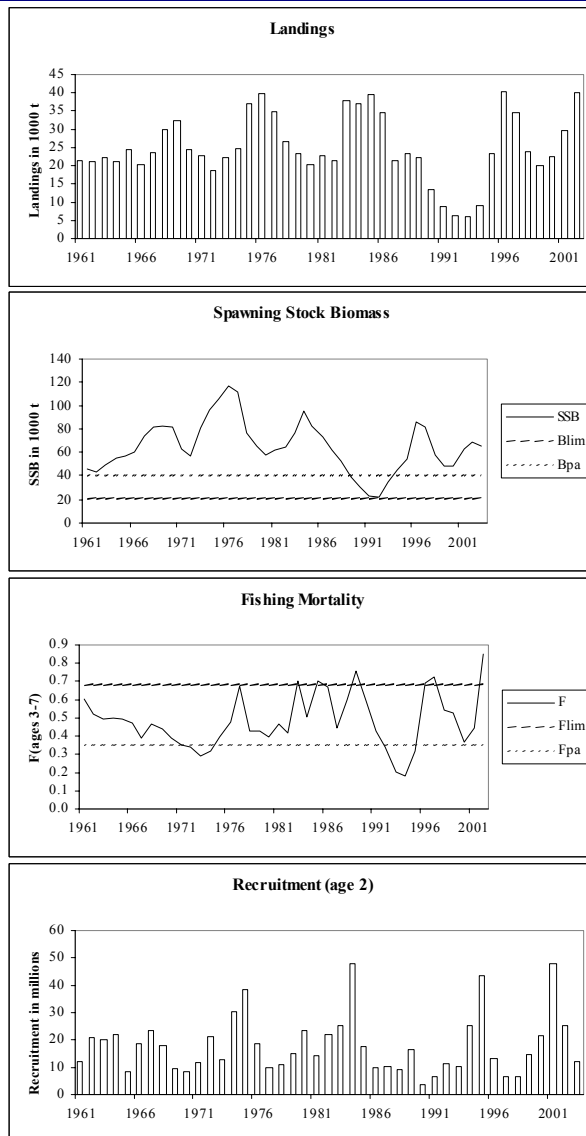 Landings
Landings in 1000 t
45
40
35
30
25
20
15
10
5
0
1961 1966 1971 1976 1981 1986 1991 1996 2001
Spawning Stock Biomass
SSB in 1000 t
140
120
100
80
60
40
20
0
1961 1966 1971 1976 1981 1986 1991 1996 2001
SSB
Blim
Bpa
Fishing Mortality
F(ages 3-7)
0.9
0.8
0.7
0.6
0.5
0.4
0.3
0.2
0.1
0.0
1961 1966 1971 1976 1981 1986 1991 1996 2001
F
Flim
Fpa
Recruitment (age 2)
Recruitment in millions
60
50
40
30
20
10
0
1961 1966 1971 1976 1981 1986 1991 1996 2001